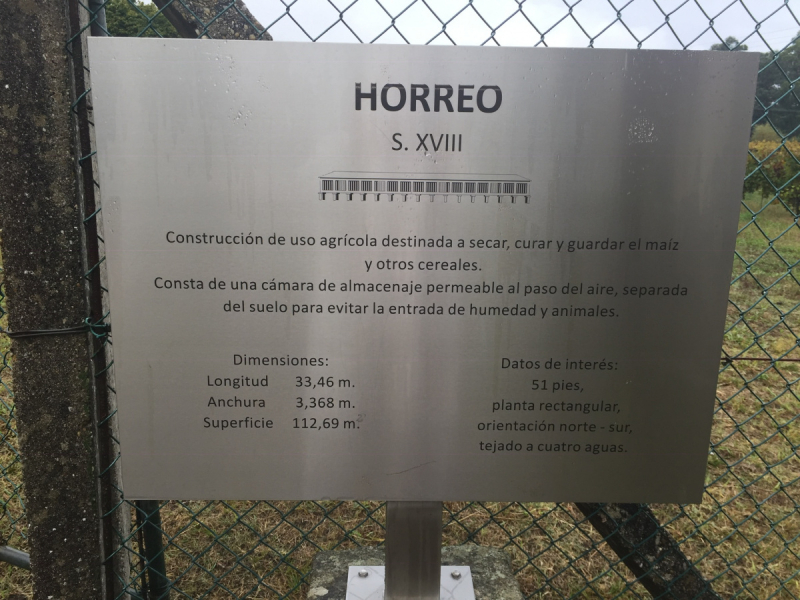 HORREO
S. XVIII
Construcción de uso agrícola destinada a secar, curar y guardar el maíz
y otros cereales.
Consta de una cámara de almacenaje permeable al paso del aire, separada
del suelo para evitar la entrada de humedad y animales.
Dimensiones:
Longitud 33,46 m.
Anchura 3,368 m.
Superficie 112,69 m.
Datos de interés:
51 pies,
planta rectangular,
orientación norte - sur,
tejado a cuatro aguas.